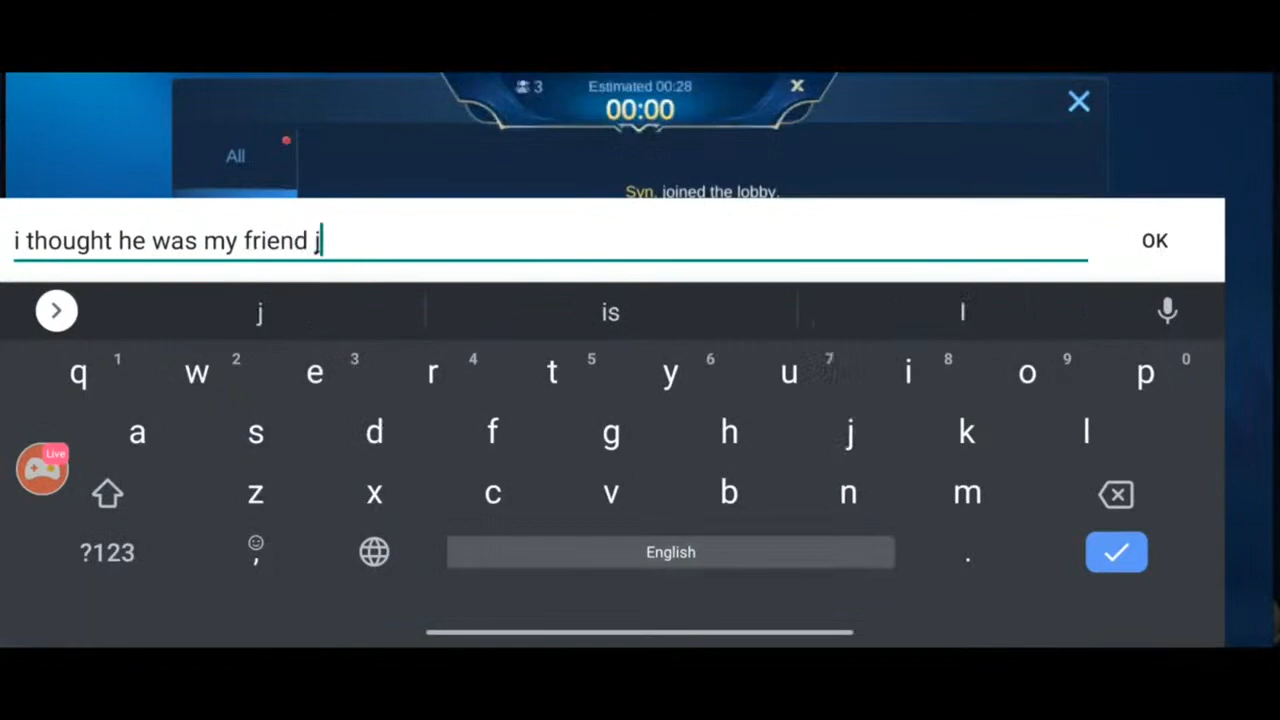 3 Estimated 00:28 X
00:00
All
Syn. joined the lobby.
i thought he was my friend j OK
j is I
q 1 w 2 e 3 r 4 t 5 y 6 u 7 i 8 o 9 p 0
a s d f g h j k l
Live
z x c v b n m
?123 , English .